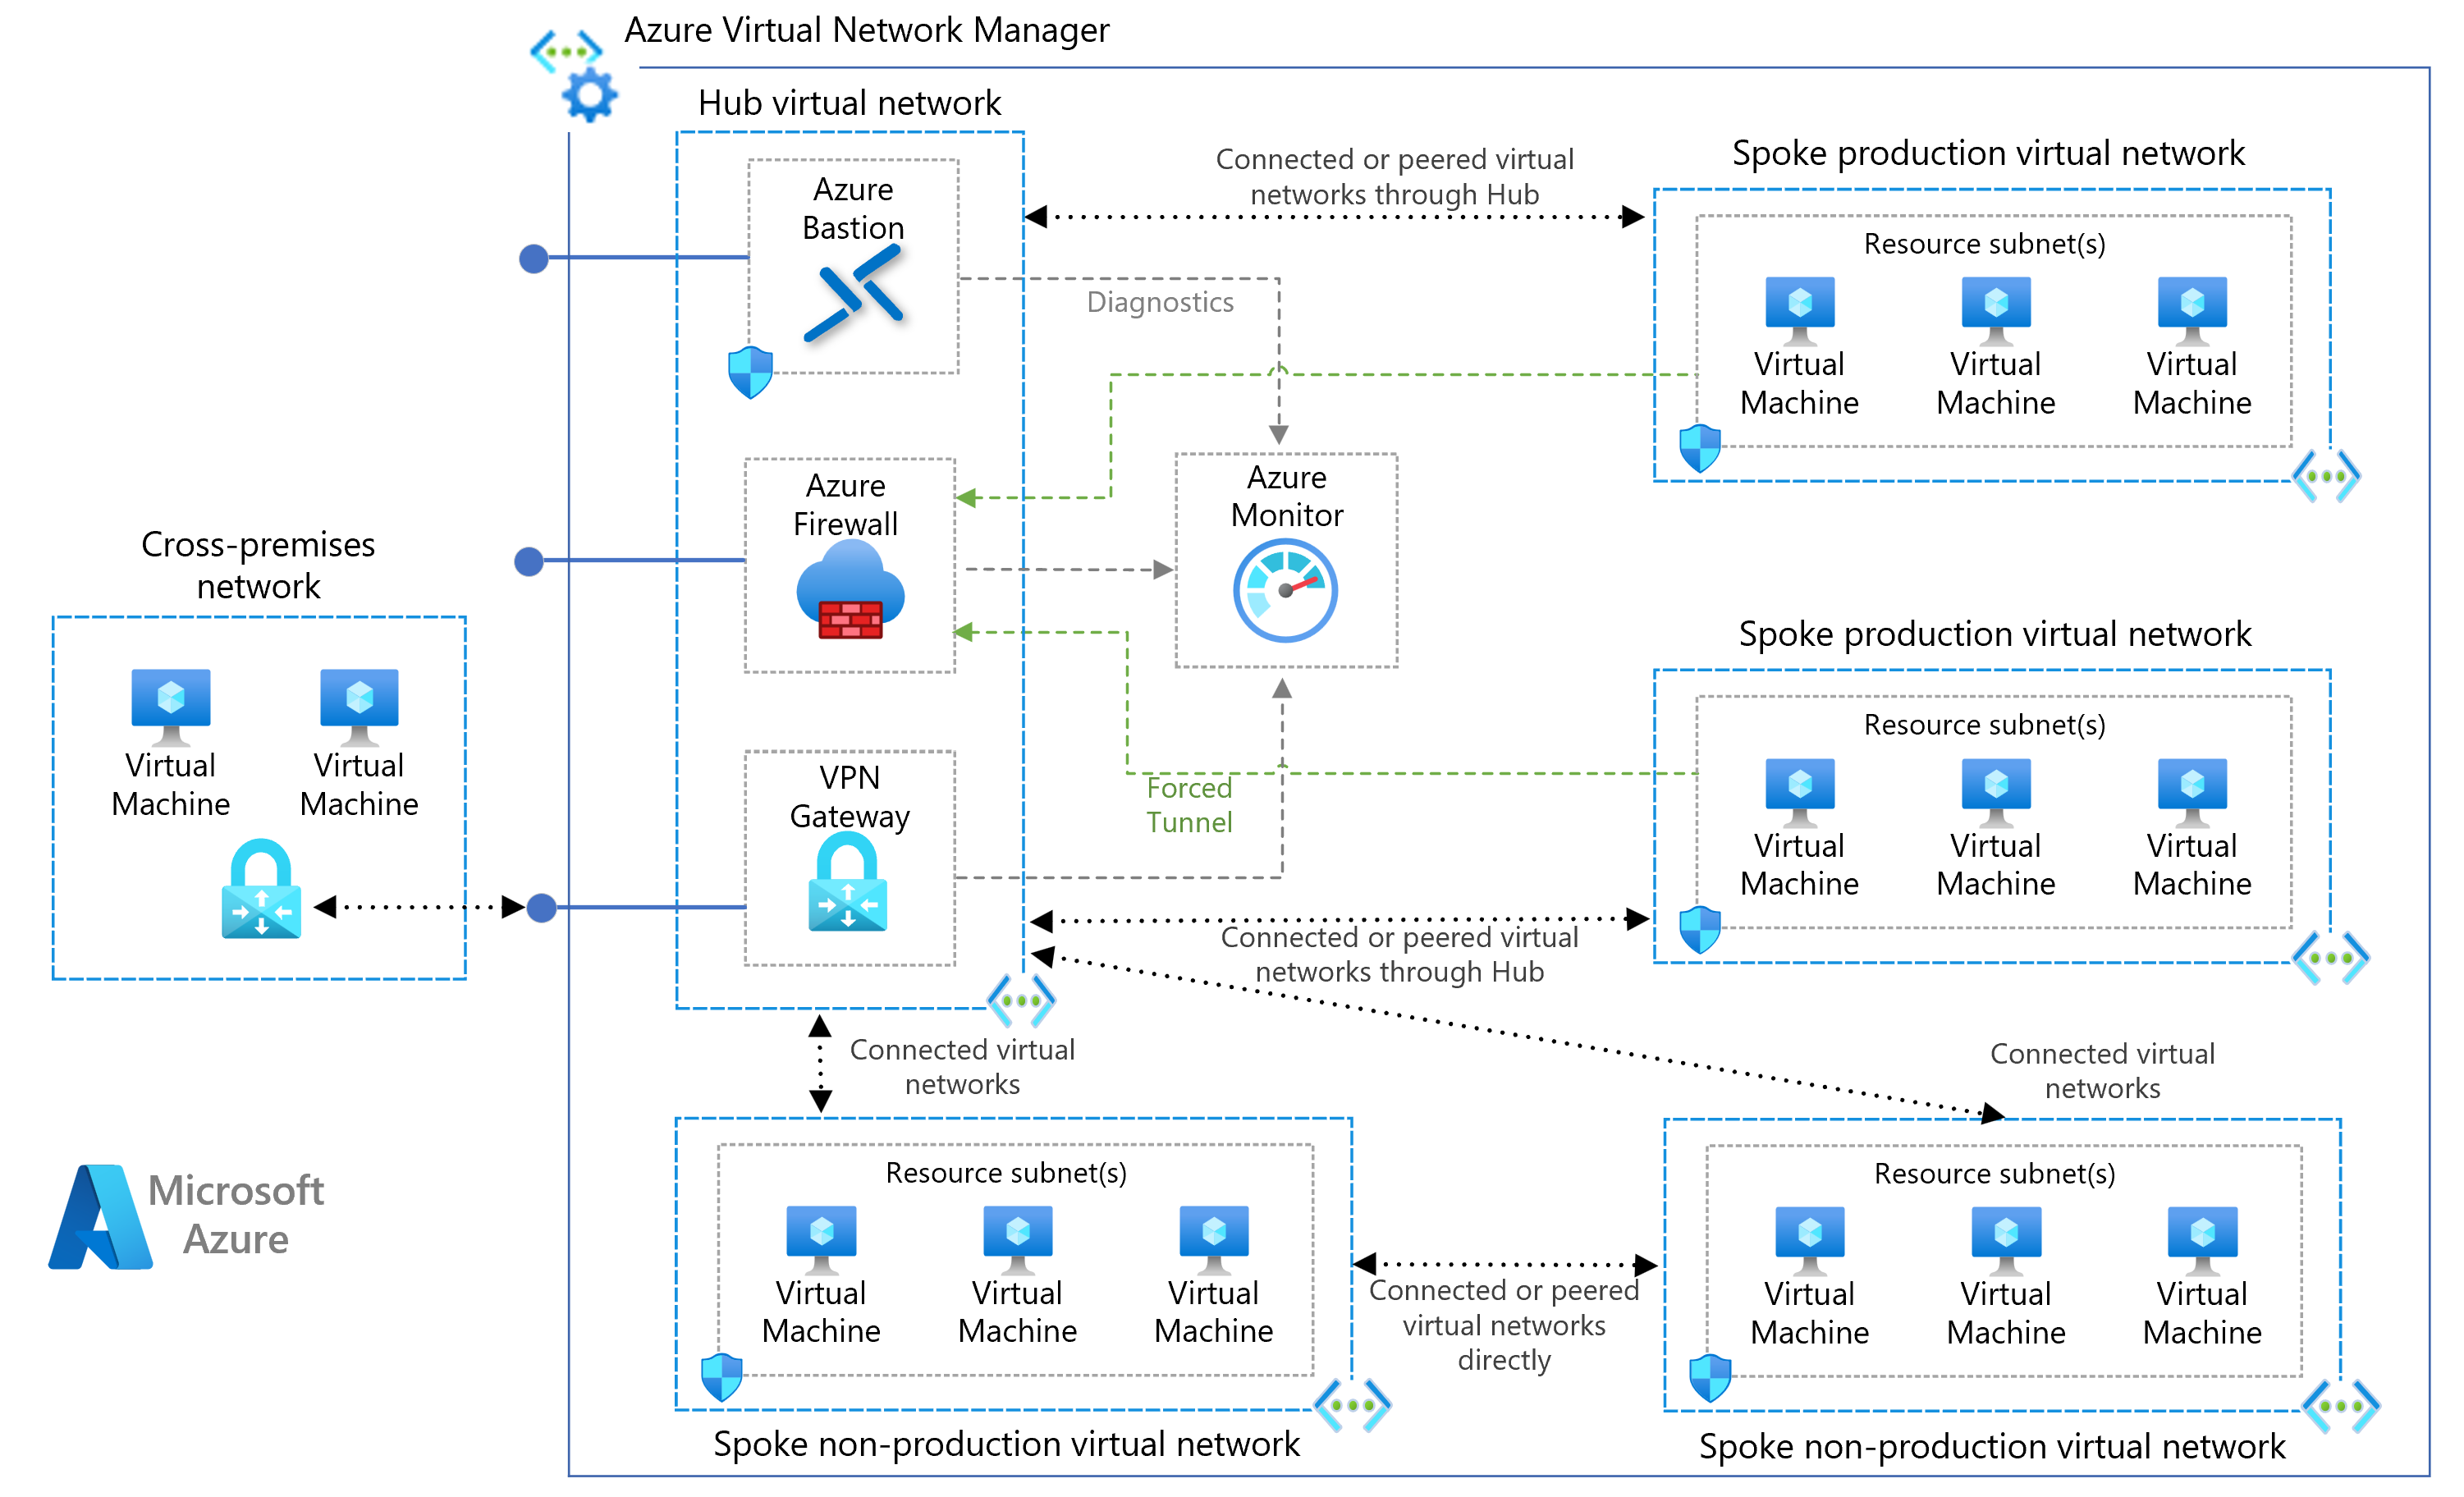 Azure Virtual Network Manager
Hub virtual network
Azure
Bastion
Connected or peered virtual
networks through Hub
Diagnostics
Spoke production virtual network
Resource subnet(s)
Virtual
Machine
Virtual
Machine
Virtual
Machine
Azure
Firewall
Azure
Monitor
Cross-premises
network
Virtual
Machine
Virtual
Machine
Spoke production virtual network
Resource subnet(s)
Virtual
Machine
Virtual
Machine
Virtual
Machine
VPN
Gateway
Forced
Tunnel
Connected or peered virtual
networks through Hub
Connected virtual
networks
Connected virtual
networks
Microsoft
Azure
Resource subnet(s)
Virtual
Machine
Virtual
Machine
Virtual
Machine
Spoke non-production virtual network
Connected or peered
virtual networks
directly
Resource subnet(s)
Virtual
Machine
Virtual
Machine
Virtual
Machine
Spoke non-production virtual network